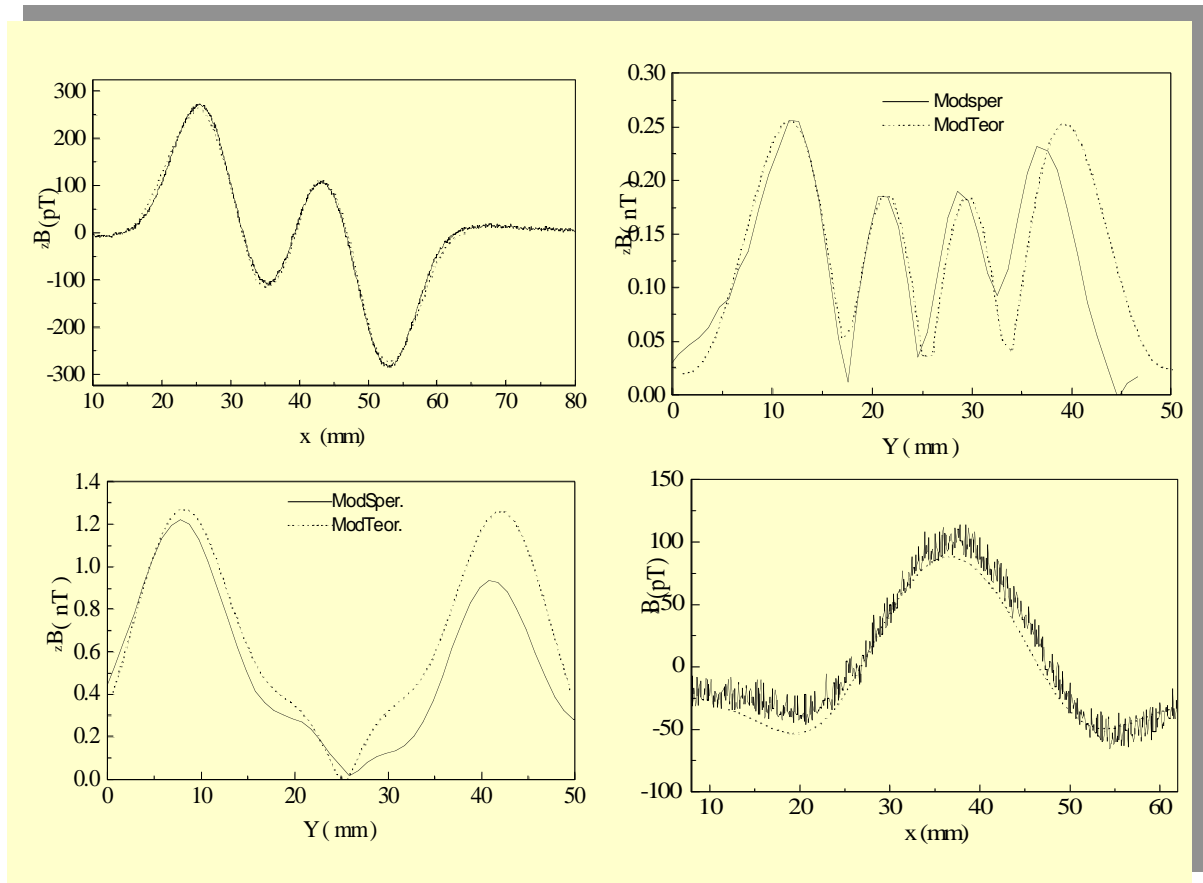 300
200
100
0
-100
-200
-300
zB(pT)
10 20 30 40 50 60 70 80
x (mm)
0.30
0.25
0.20
0.15
0.10
0.05
0.00
zB( nT )
Modsper
ModTeor
0 10 20 30 40 50
Y ( mm )
1.4
1.2
1.0
0.8
0.6
0.4
0.2
0.0
zB( nT )
ModSper.
ModTeor.
0 10 20 30 40 50
Y ( mm )
150
100
50
0
-50
-100
B(pT)
10 20 30 40 50 60
x (mm)